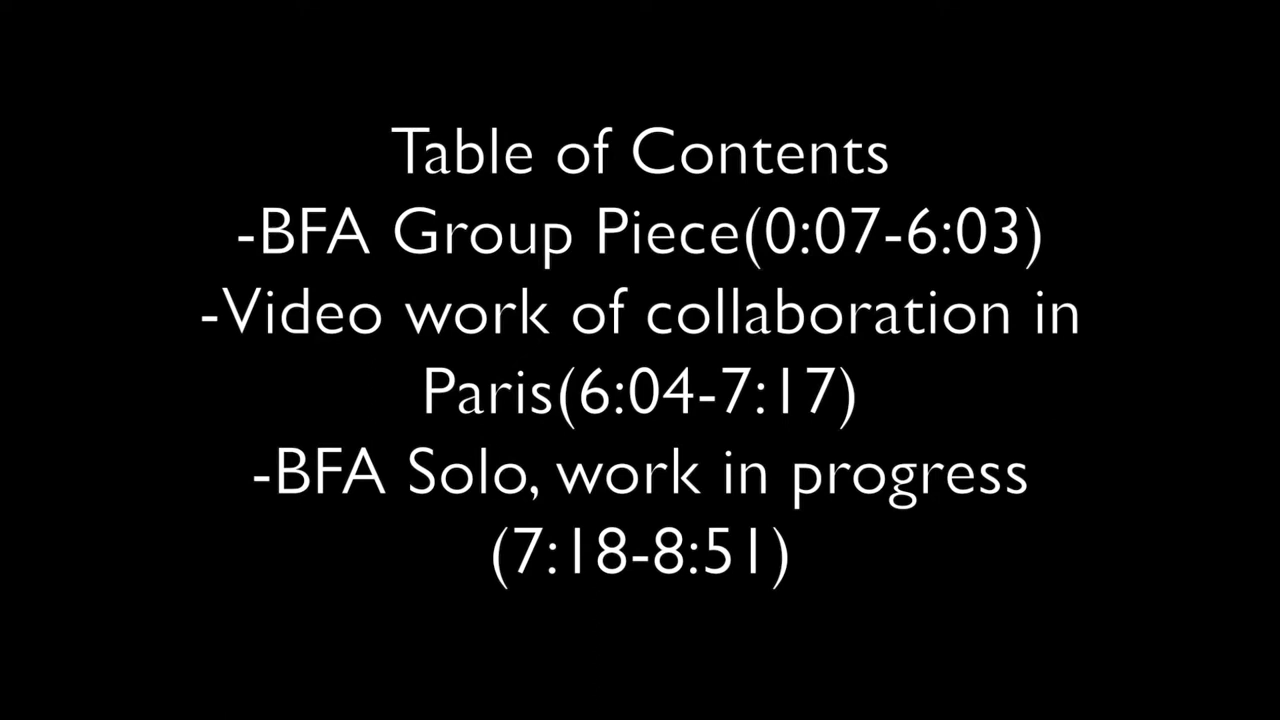 Table of Contents
-BFA Group Piece(0:07-6:03)
-Video work of collaboration in
Paris(6:04-7:17)
-BFA Solo, work in progress
(7:18-8:51)